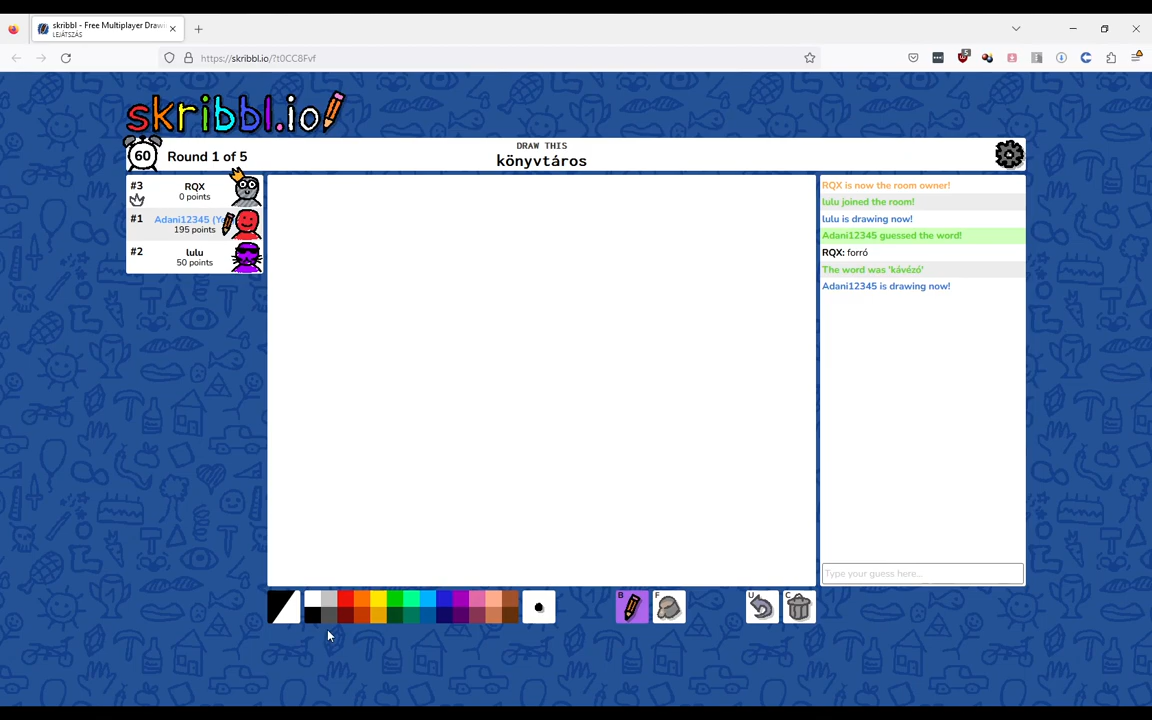 skribbl - Free Multiplayer Drawi
LEJÁTSZÁS
https://skribbl.io/?t0CC8Fvf
5
skribbl.io
60
Round 1 of 5
DRAW THIS
könyvtáros
#3
RQX
0 points
#1
Adani12345 (Yo
195 points
#2
lulu
50 points
RQX is now the room owner!
lulu joined the room!
lulu is drawing now!
Adani12345 guessed the word!
RQX: forró
The word was 'kávézó'
Adani12345 is drawing now!
Type your guess here...
B
F
U
C